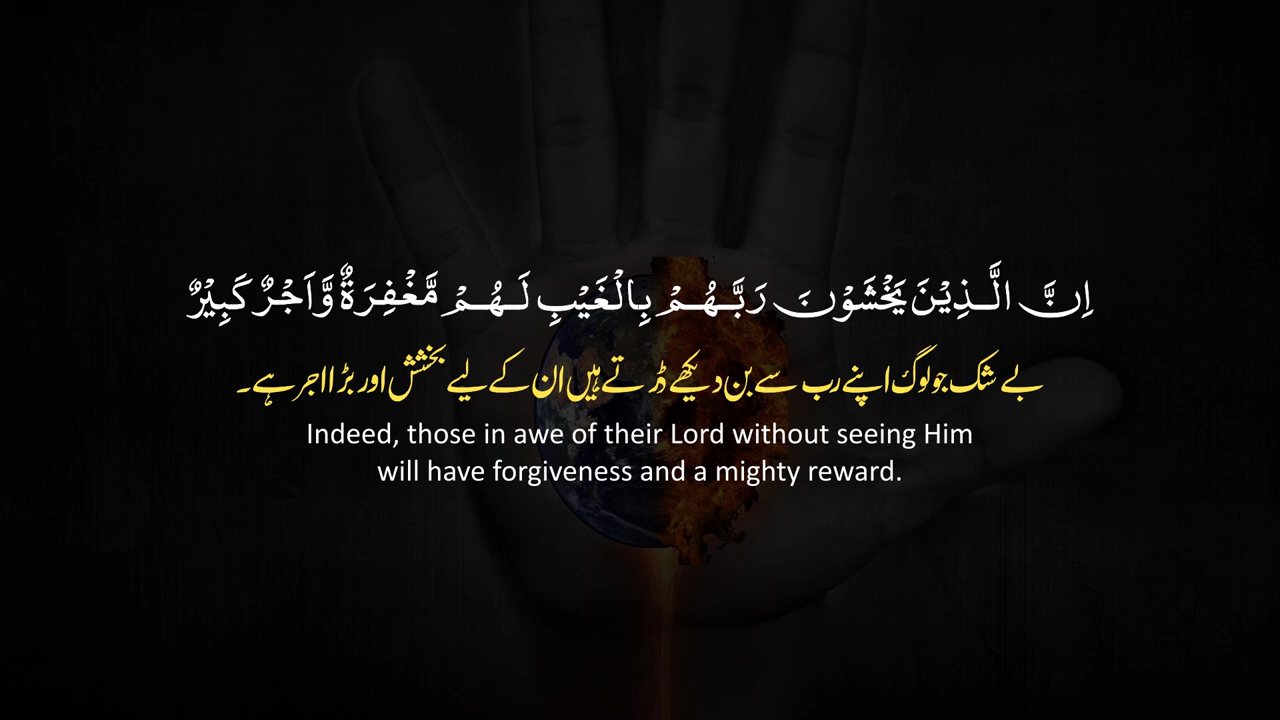 اِنَّ الَّذِيْنَ يَخْشَوْنَ رَبَّهُمْ بِالْغَيْبِ لَهُمْ مَّغْفِرَةٌ وَّاَجْرٌ كَبِيْرٌ
بے شک جو لوگ اپنے رب سے بن دیکھے ڈرتے ہیں ان کے لیے بخشش اور بڑا اجر ہے۔
Indeed, those in awe of their Lord without seeing Him
will have forgiveness and a mighty reward.